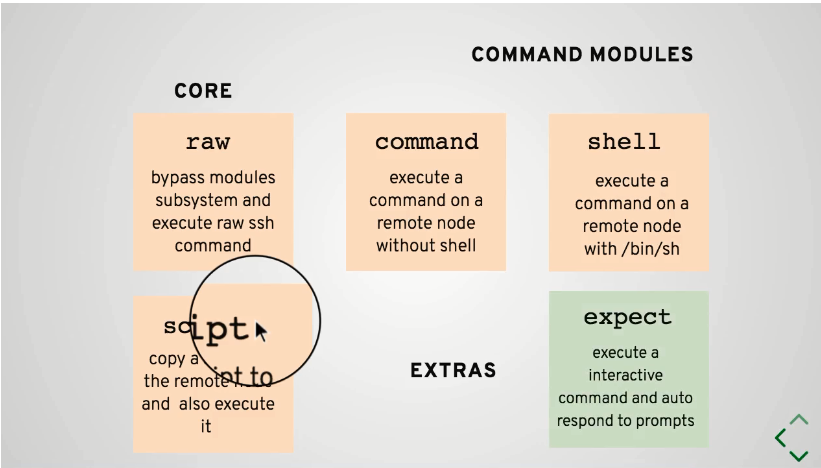 COMMAND MODULES
CORE
raw
bypass modules
subsystem and
execute raw ssh
command
command
execute a
command on a
remote node
without shell
shell
execute a
command on a
remote node
with /bin/sh
script
copy a
the remote
and also execute
it
EXTRAS
expect
execute a
interactive
command and auto
respond to prompts